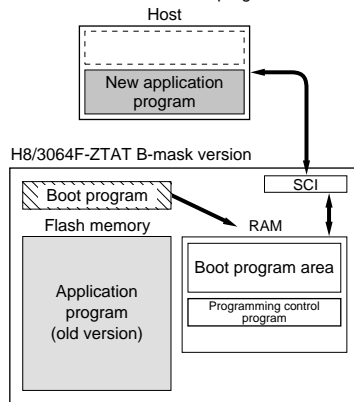 Host
New application
program
H8/3064F-ZTAT B-mask version
SCI
Boot program
Flash memory
RAM
Boot program area
Application
program
(old version)
Programming control
program